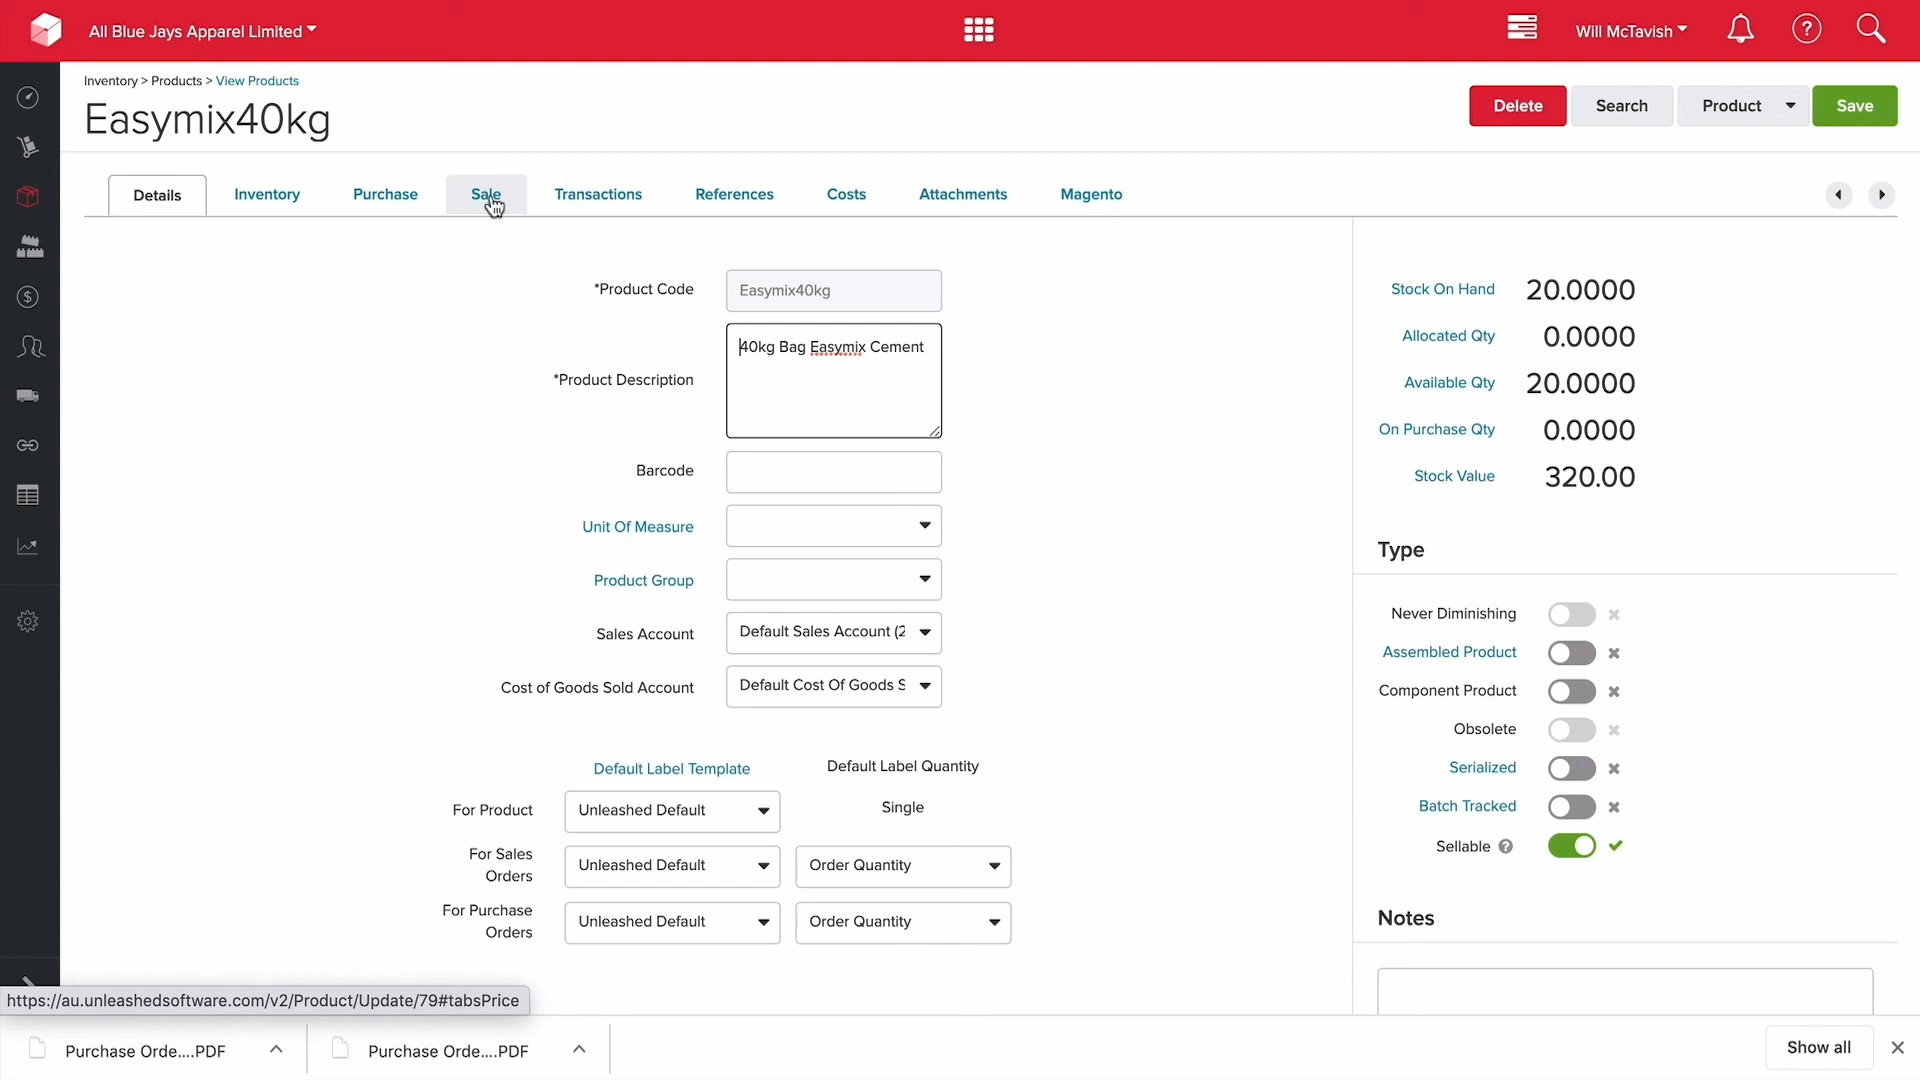 All Blue Jays Apparel Limited
Will McTavish
Inventory > Products > View Products
Easymix40kg
Delete
Search
Product
Save
Details
Inventory
Purchase
Sale
Transactions
References
Costs
Attachments
Magento
*Product Code
Easymix40kg
*Product Description
40kg Bag Easymix Cement
Barcode
Unit Of Measure
Product Group
Sales Account
Default Sales Account (2
Cost of Goods Sold Account
Default Cost Of Goods S
Default Label Template
Default Label Quantity
For Product
Unleashed Default
Single
For Sales
Orders
Unleashed Default
Order Quantity
For Purchase
Orders
Unleashed Default
Order Quantity
Stock On Hand
20.0000
Allocated Qty
0.0000
Available Qty
20.0000
On Purchase Qty
0.0000
Stock Value
320.00
Type
Never Diminishing
Assembled Product
Component Product
Obsolete
Serialized
Batch Tracked
Sellable
Notes
https://au.unleashedsoftware.com/v2/Product/Update/79#tabsPrice
Purchase Orde....PDF
Purchase Orde....PDF
Show all